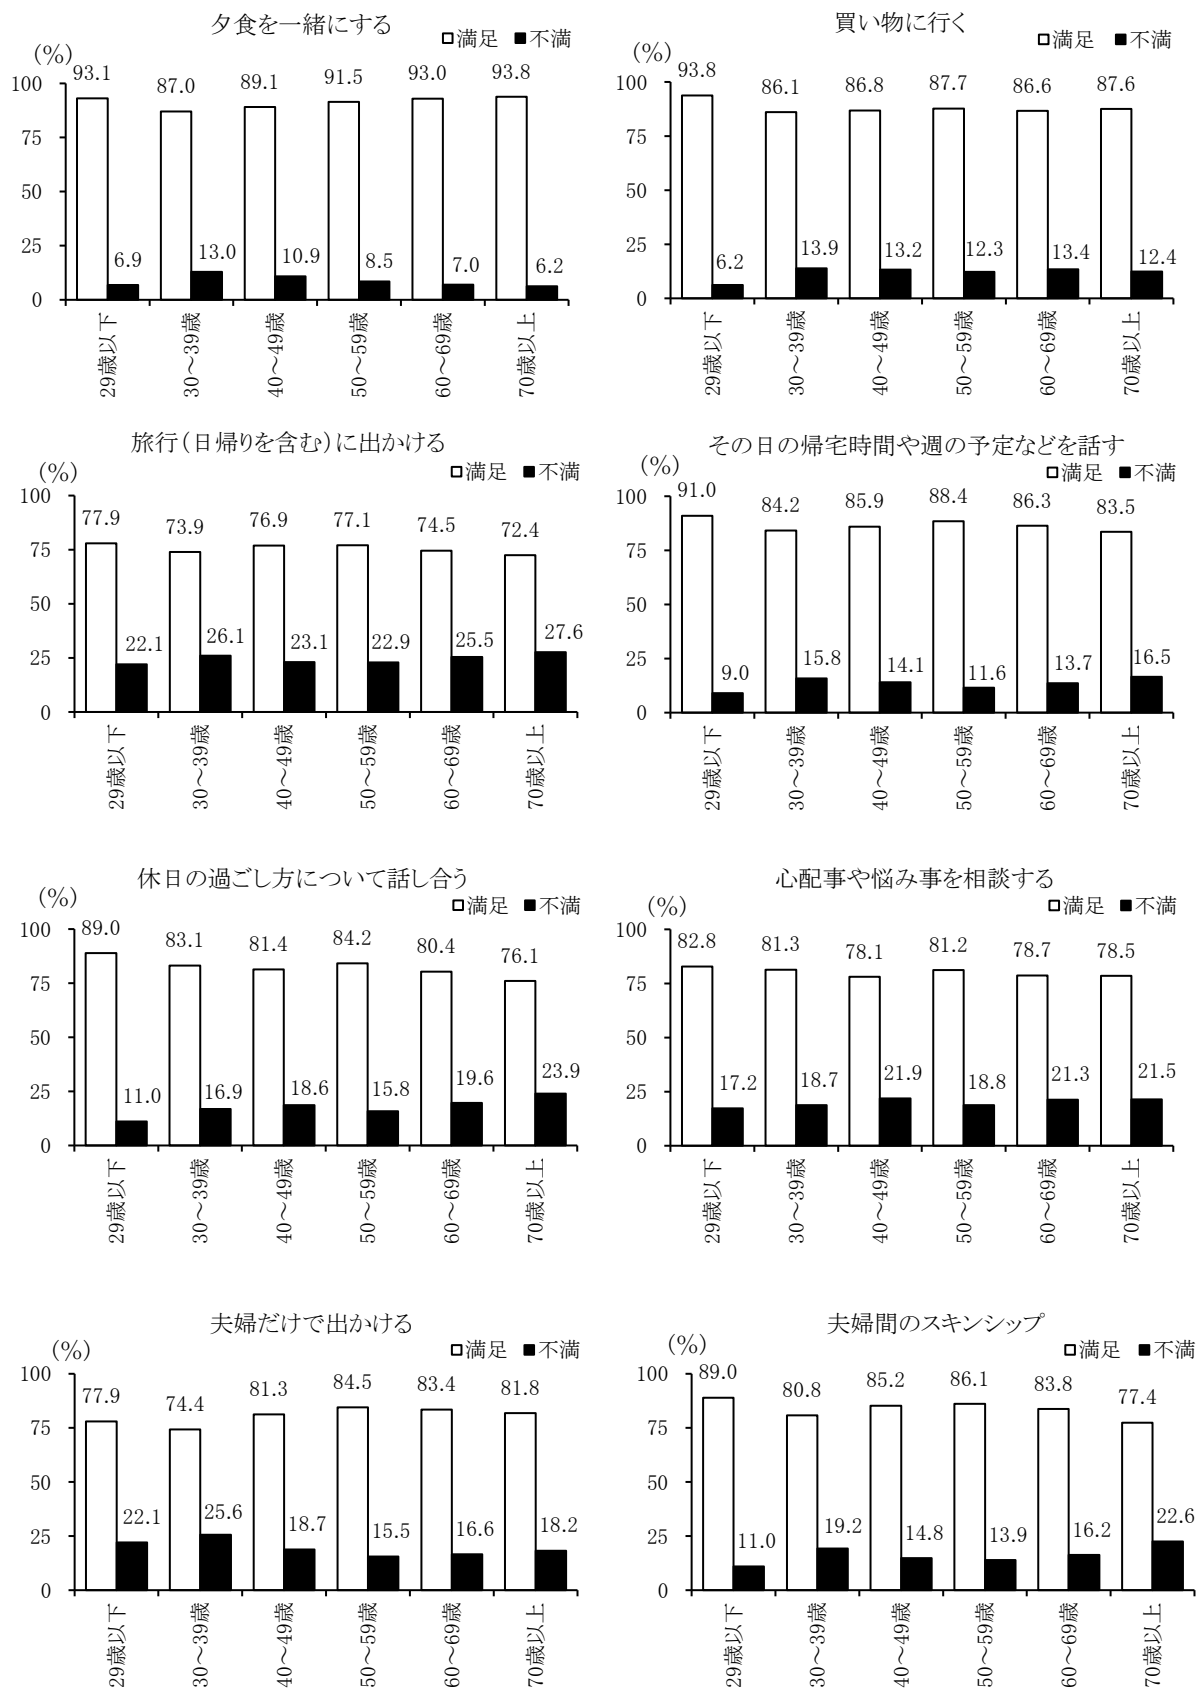 夕食を一緒にする
(%)
□満足 ■不満
93.1 87.0 89.1 91.5 93.0 93.8
100
75
50
25
0
6.9 13.0 10.9 8.5 7.0 6.2
29歳以下 30～39歳 40～49歳 50～59歳 60～69歳 70歳以上
買い物に行く
(%)
□満足 ■不満
93.8 86.1 86.8 87.7 86.6 87.6
100
75
50
25
0
6.2 13.9 13.2 12.3 13.4 12.4
29歳以下 30～39歳 40～49歳 50～59歳 60～69歳 70歳以上
旅行(日帰りを含む)に出かける
(%)
□満足 ■不満
77.9 73.9 76.9 77.1 74.5 72.4
100
75
50
25
0
22.1 26.1 23.1 22.9 25.5 27.6
29歳以下 30～39歳 40～49歳 50～59歳 60～69歳 70歳以上
その日の帰宅時間や週の予定などを話す
(%)
□満足 ■不満
91.0 84.2 85.9 88.4 86.3 83.5
100
75
50
25
0
9.0 15.8 14.1 11.6 13.7 16.5
29歳以下 30～39歳 40～49歳 50～59歳 60～69歳 70歳以上
休日の過ごし方について話し合う
(%)
□満足 ■不満
89.0 83.1 81.4 84.2 80.4 76.1
100
75
50
25
0
11.0 16.9 18.6 15.8 19.6 23.9
29歳以下 30～39歳 40～49歳 50～59歳 60～69歳 70歳以上
心配事や悩み事を相談する
(%)
□満足 ■不満
82.8 81.3 78.1 81.2 78.7 78.5
100
75
50
25
0
17.2 18.7 21.9 18.8 21.3 21.5
29歳以下 30～39歳 40～49歳 50～59歳 60～69歳 70歳以上
夫婦だけで出かける
(%)
□満足 ■不満
77.9 74.4 81.3 84.5 83.4 81.8
100
75
50
25
0
22.1 25.6 18.7 15.5 16.6 18.2
29歳以下 30～39歳 40～49歳 50～59歳 60～69歳 70歳以上
夫婦間のスキンシップ
(%)
□満足 ■不満
89.0 80.8 85.2 86.1 83.8 77.4
100
75
50
25
0
11.0 19.2 14.8 13.9 16.2 22.6
29歳以下 30～39歳 40～49歳 50～59歳 60～69歳 70歳以上